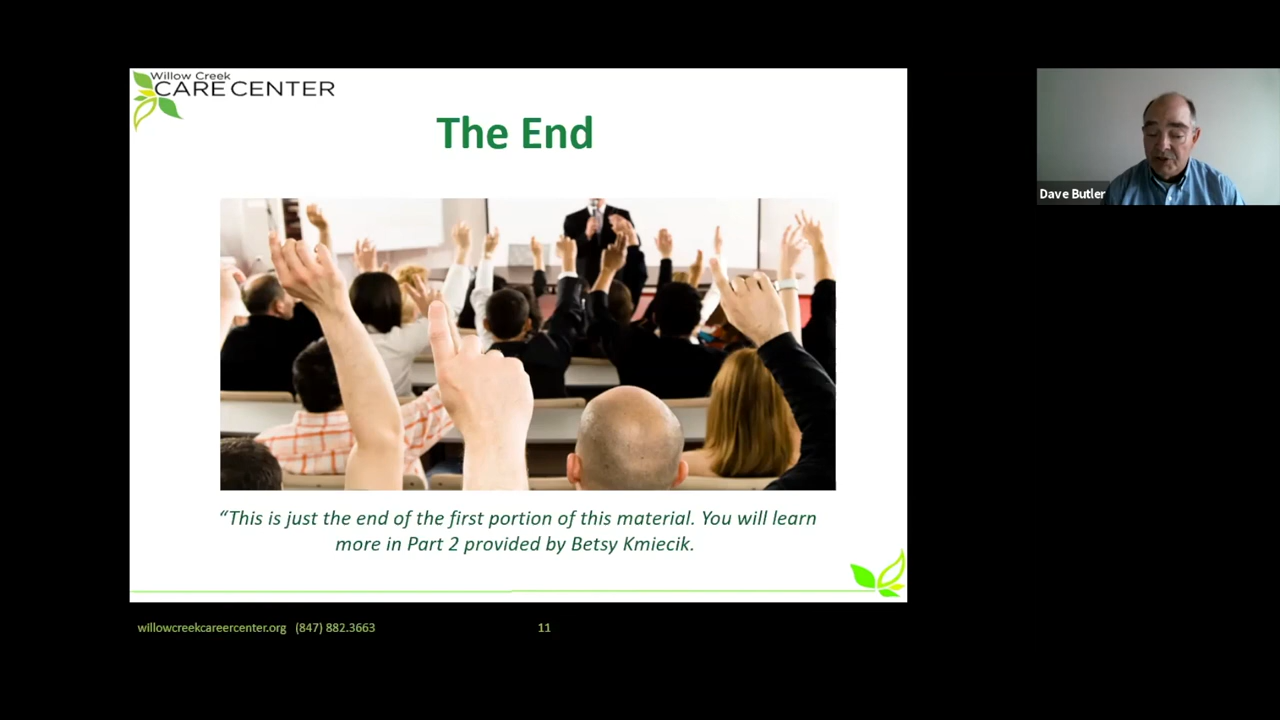 Willow Creek
CARE CENTER
The End
“This is just the end of the first portion of this material. You will learn
more in Part 2 provided by Betsy Kmiecik.
willowcreekcareercenter.org (847) 882.3663
11
Dave Butler